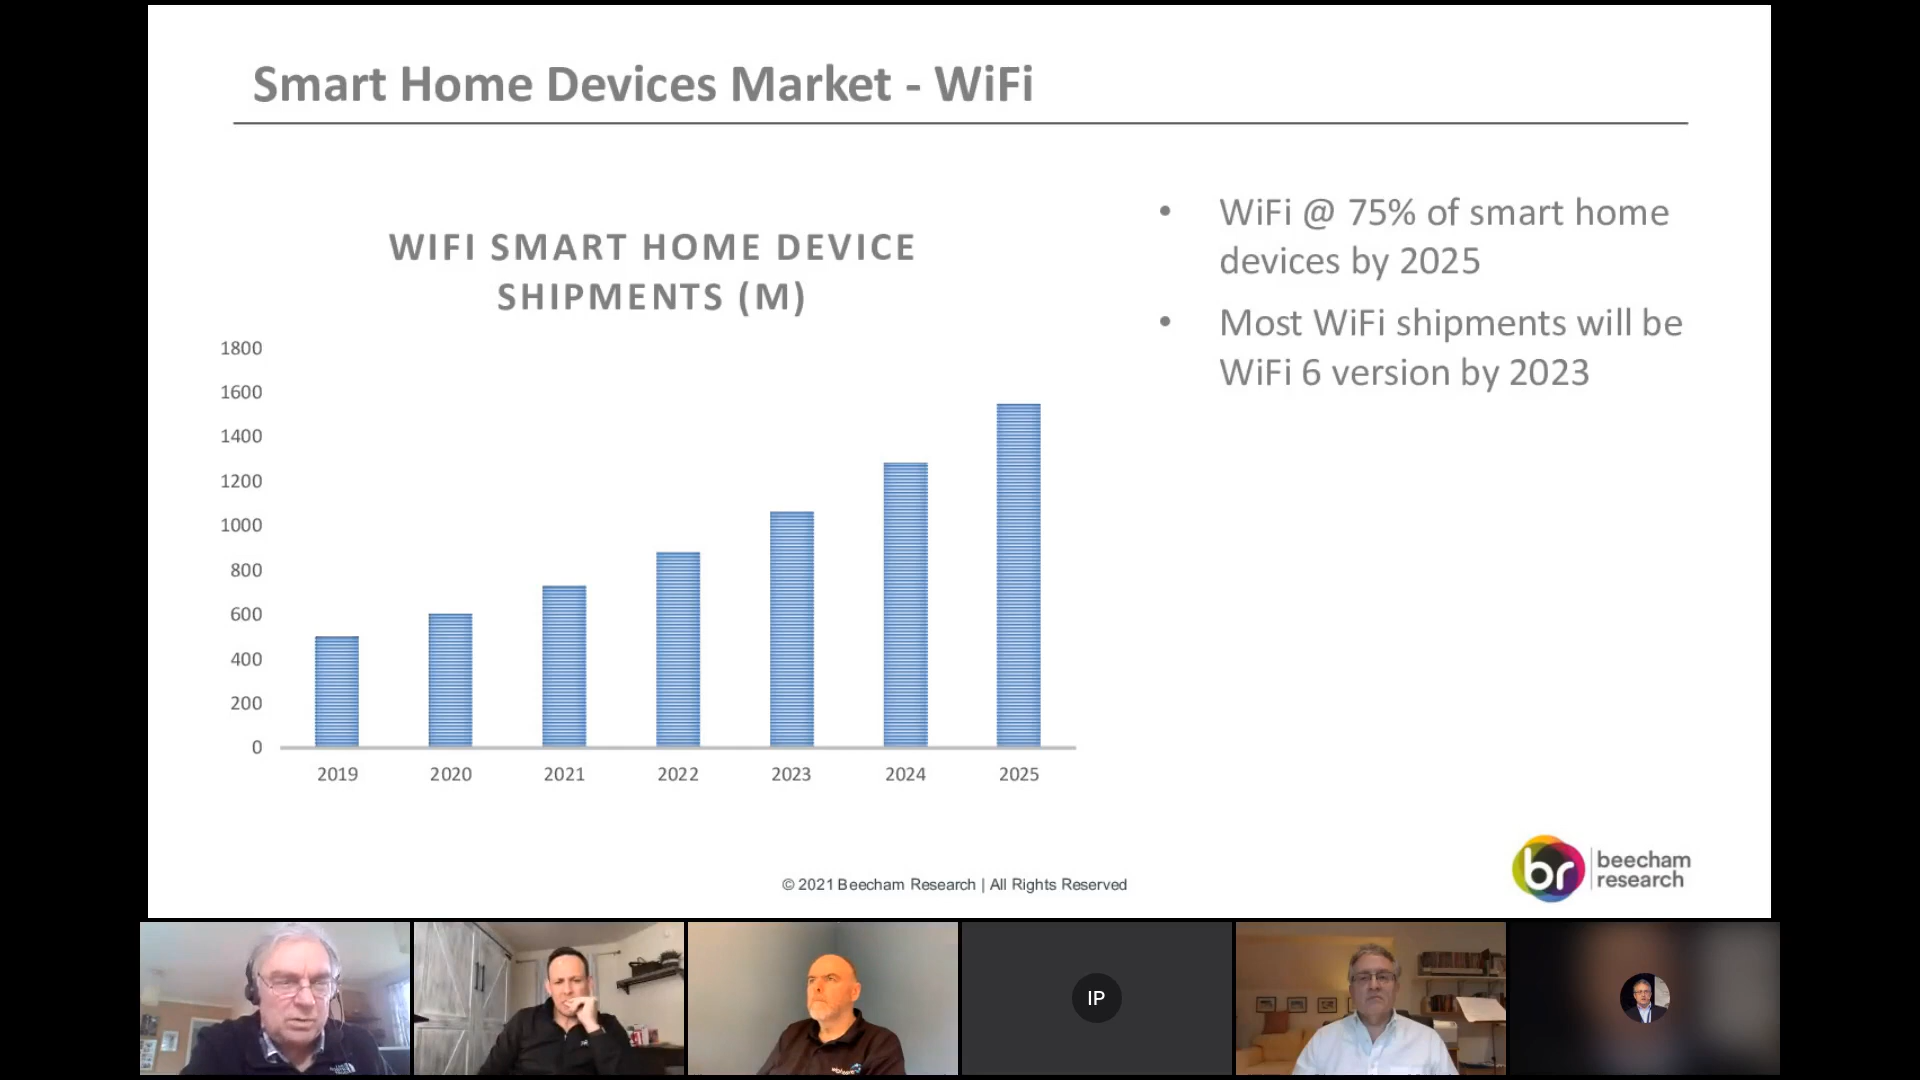 Smart Home Devices Market - WiFi
WIFI SMART HOME DEVICE
SHIPMENTS (M)
1800
1600
1400
1200
1000
800
600
400
200
0
2019 2020 2021 2022 2023 2024 2025
• WiFi @ 75% of smart home
devices by 2025
• Most WiFi shipments will be
WiFi 6 version by 2023
© 2021 Beecham Research | All Rights Reserved
br
beecham
research
IP